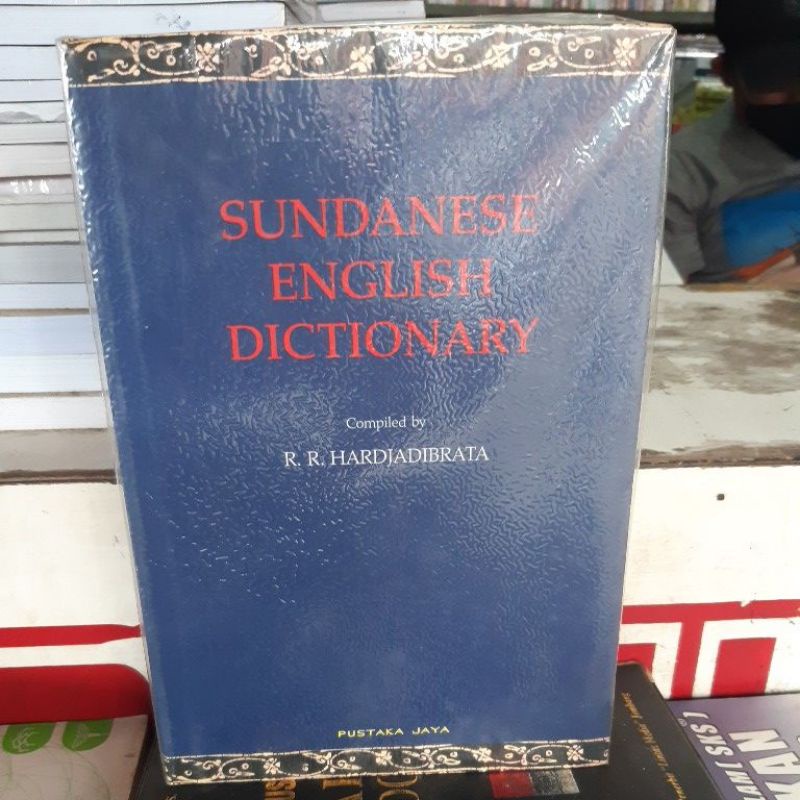 SUNDANESE
ENGLISH
DICTIONARY
Compiled by
R. R. HARDJADIBRATA
PUSTAKA JAYA